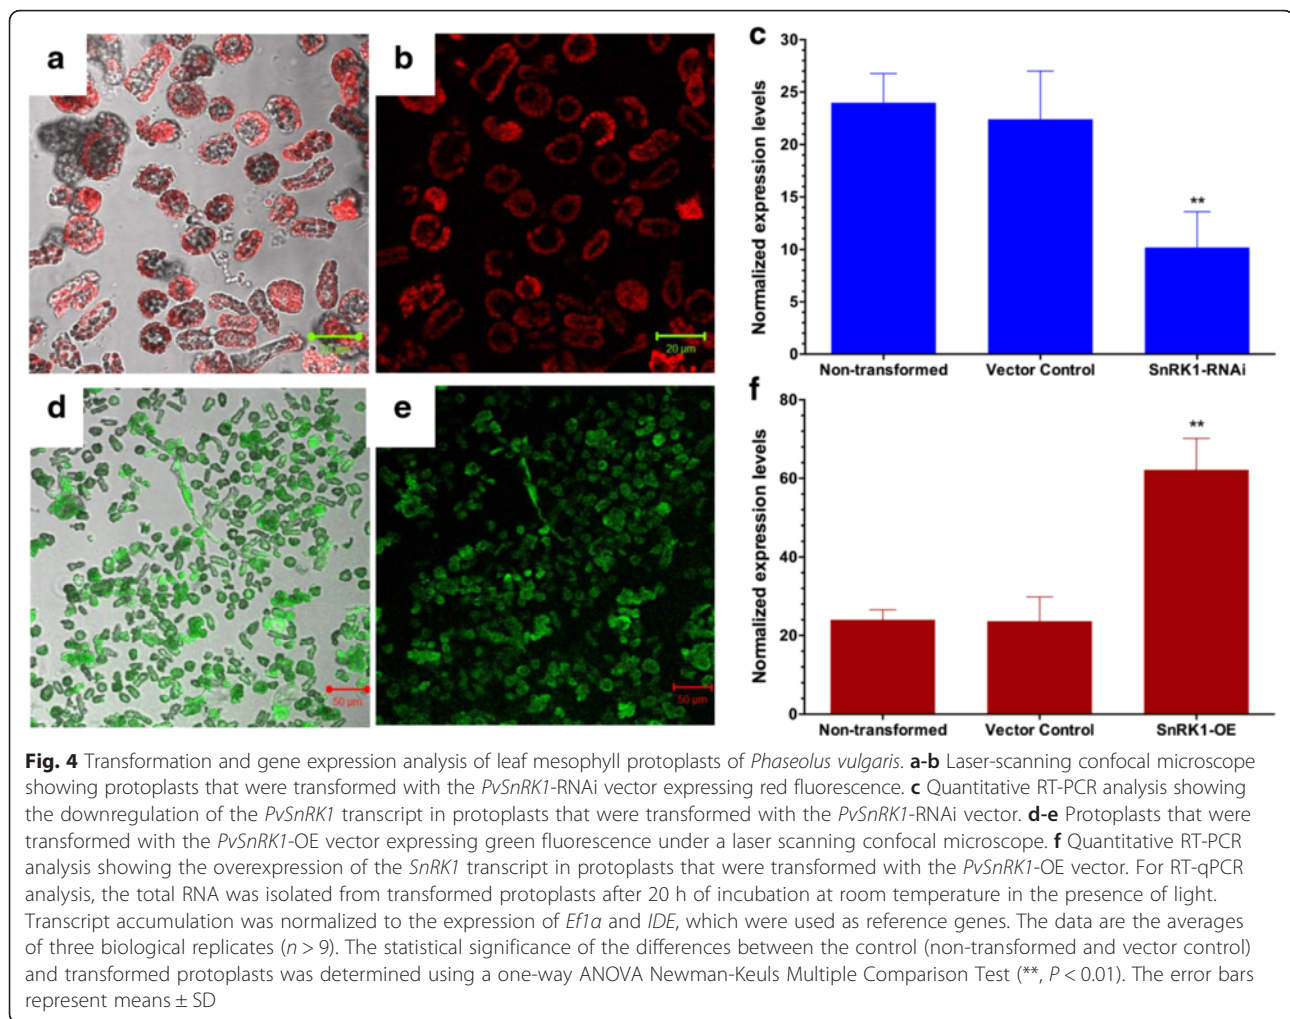 a
b
20 µm
c
Normalized expression levels
30
25
20
15
10
5
0
**
Non-transformed
Vector Control
SnRK1-RNAi
d
50 µm
e
50 µm
f
Normalized expression levels
80
60
40
20
0
**
Non-transformed
Vector Control
SnRK1-OE
Fig. 4 Transformation and gene expression analysis of leaf mesophyll protoplasts of Phaseolus vulgaris. a-b Laser-scanning confocal microscope
showing protoplasts that were transformed with the PvSnRK1-RNAi vector expressing red fluorescence. c Quantitative RT-PCR analysis showing
the downregulation of the PvSnRK1 transcript in protoplasts that were transformed with the PvSnRK1-RNAi vector. d-e Protoplasts that were
transformed with the PvSnRK1-OE vector expressing green fluorescence under a laser scanning confocal microscope. f Quantitative RT-PCR
analysis showing the overexpression of the SnRK1 transcript in protoplasts that were transformed with the PvSnRK1-OE vector. For RT-qPCR
analysis, the total RNA was isolated from transformed protoplasts after 20 h of incubation at room temperature in the presence of light.
Transcript accumulation was normalized to the expression of Ef1α and IDE, which were used as reference genes. The data are the averages
of three biological replicates (n > 9). The statistical significance of the differences between the control (non-transformed and vector control)
and transformed protoplasts was determined using a one-way ANOVA Newman-Keuls Multiple Comparison Test (**, P < 0.01). The error bars
represent means ± SD